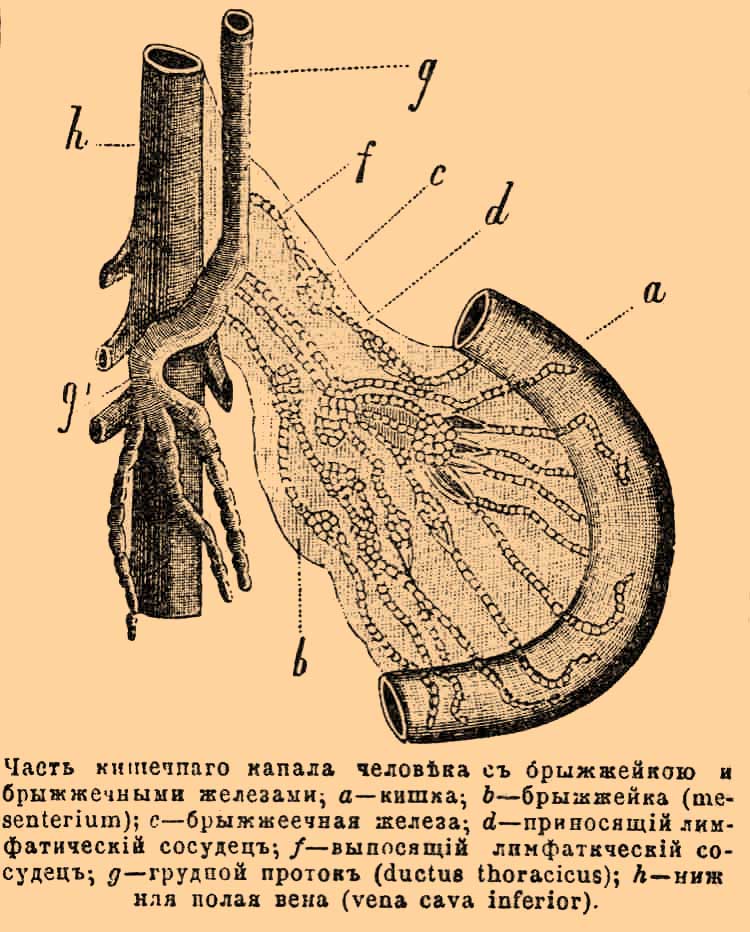 g
h
f
c
d
a
g'
b
Часть кишечнаго канала человѣка съ брыжжейкою и
брыжжечными железами; a—кишка; b—брыжжейка (me-
senterium); c—брыжжеечная железа; d—приносящій лим-
фатическій сосудецъ; f—выносящій лимфатическій со-
судецъ; g—грудной протокъ (ductus thoracicus); h—ниж
няя полая вена (vena cava inferior).